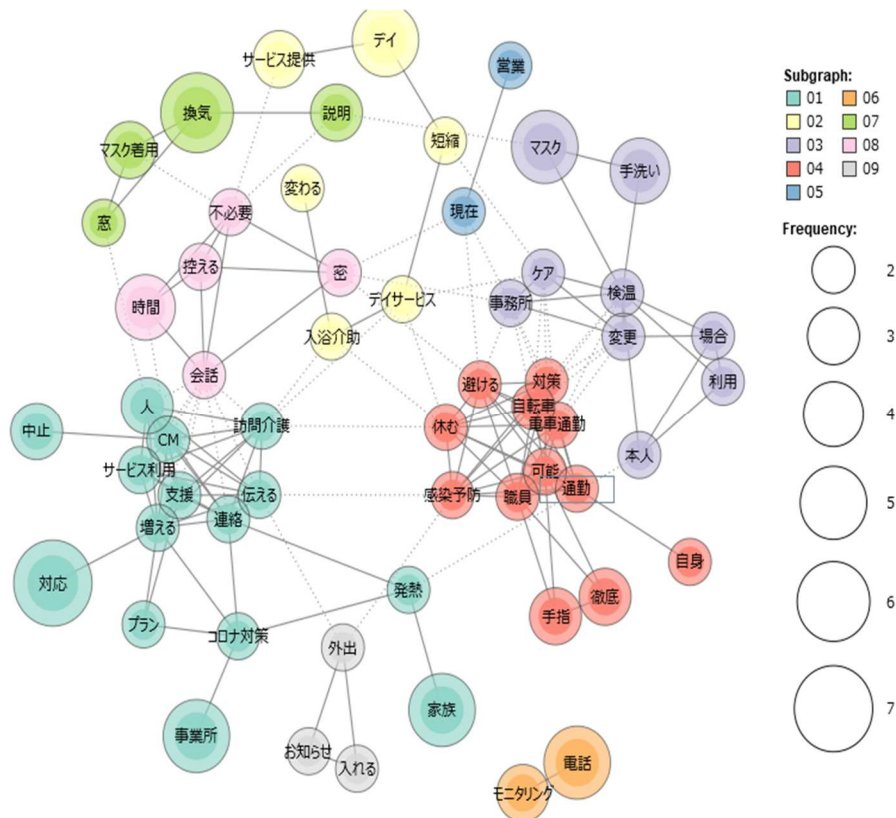 デイ
サービス提供
営業
換気
説明
短縮
マスク
マスク着用
手洗い
変わる
窓
不必要
現在
控える
密
ケア
検温
時間
デイサービス
事務所
入浴介助
変更
場合
会話
避ける
対策
利用
人
自転車
中止
CM
訪問介護
休む
電車通勤
本人
サービス利用
可能
支援
伝える
感染予防
職員
通勤
増える
連絡
自身
対応
発熱
徹底
手指
プラン
コロナ対策
外出
家族
事業所
お知らせ
入れる
電話
モニタリング
Subgraph:
01 06
02 07
03 08
04 09
05
Frequency:
2
3
4
5
6
7